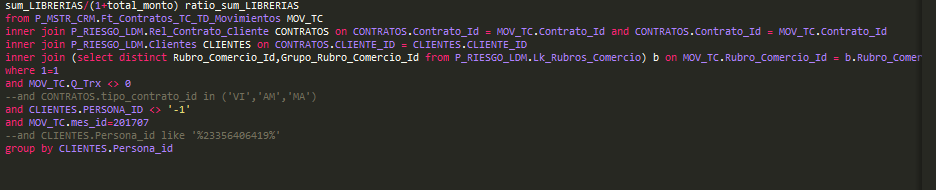 sum_LIBRERIAS/(1+total_monto) ratio_sum_LIBRERIAS
from P_MSTR_CRM.Ft_Contratos_TC_TD_Movimientos MOV_TC
inner join P_RIESGO_LDM.Rel_Contrato_Cliente CONTRATOS on CONTRATOS.Contrato_Id = MOV_TC.Contrato_Id and CONTRATOS.Contrato_Id = MOV_TC.Contrato_Id
inner join P_RIESGO_LDM.Clientes CLIENTES on CONTRATOS.CLIENTE_ID = CLIENTES.CLIENTE_ID
inner join (select distinct Rubro_Comercio_Id,Grupo_Rubro_Comercio_Id from P_RIESGO_LDM.Lk_Rubros_Comercio) b on MOV_TC.Rubro_Comercio_Id = b.Rubro_Comer
where 1=1
and MOV_TC.Q_Trx <> 0
--and CONTRATOS.tipo_contrato_id in ('VI','AM','MA')
and CLIENTES.PERSONA_ID <> '-1'
and MOV_TC.mes_id=201707
--and CLIENTES.Persona_id like '%23356406419%'
group by CLIENTES.Persona_id